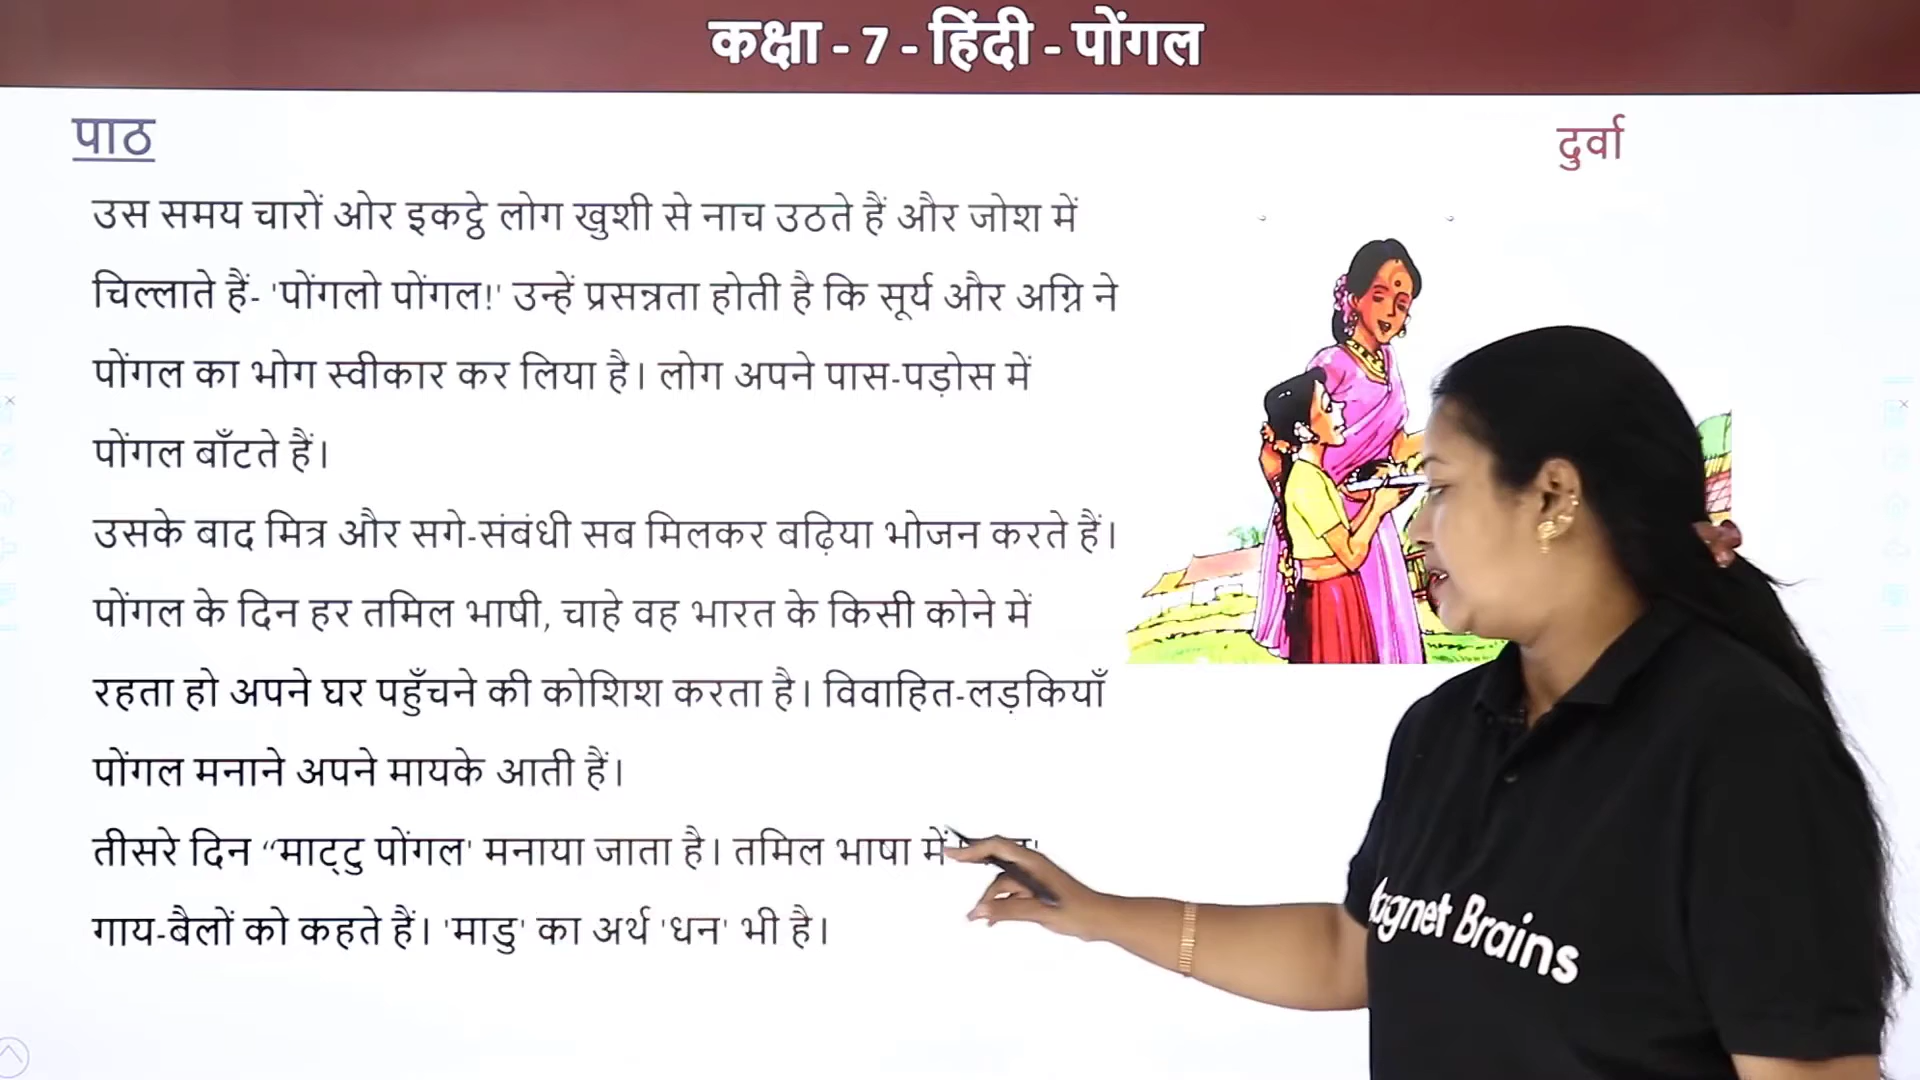 कक्षा - 7 - हिंदी - पोंगल
पाठ
दुर्वा
उस समय चारों ओर इकट्ठे लोग खुशी से नाच उठते हैं और जोश में
चिल्लाते हैं- 'पोंगलो पोंगल!' उन्हें प्रसन्नता होती है कि सूर्य और अग्नि ने
पोंगल का भोग स्वीकार कर लिया है। लोग अपने पास-पड़ोस में
पोंगल बाँटते हैं।
उसके बाद मित्र और सगे-संबंधी सब मिलकर बढ़िया भोजन करते हैं।
पोंगल के दिन हर तमिल भाषी, चाहे वह भारत के किसी कोने में
रहता हो अपने घर पहुँचने की कोशिश करता है। विवाहित-लड़कियाँ
पोंगल मनाने अपने मायके आती हैं।
तीसरे दिन “माट्टु पोंगल' मनाया जाता है। तमिल भाषा में
गाय-बैलों को कहते हैं। 'माडु' का अर्थ 'धन' भी है।
agnet Brains